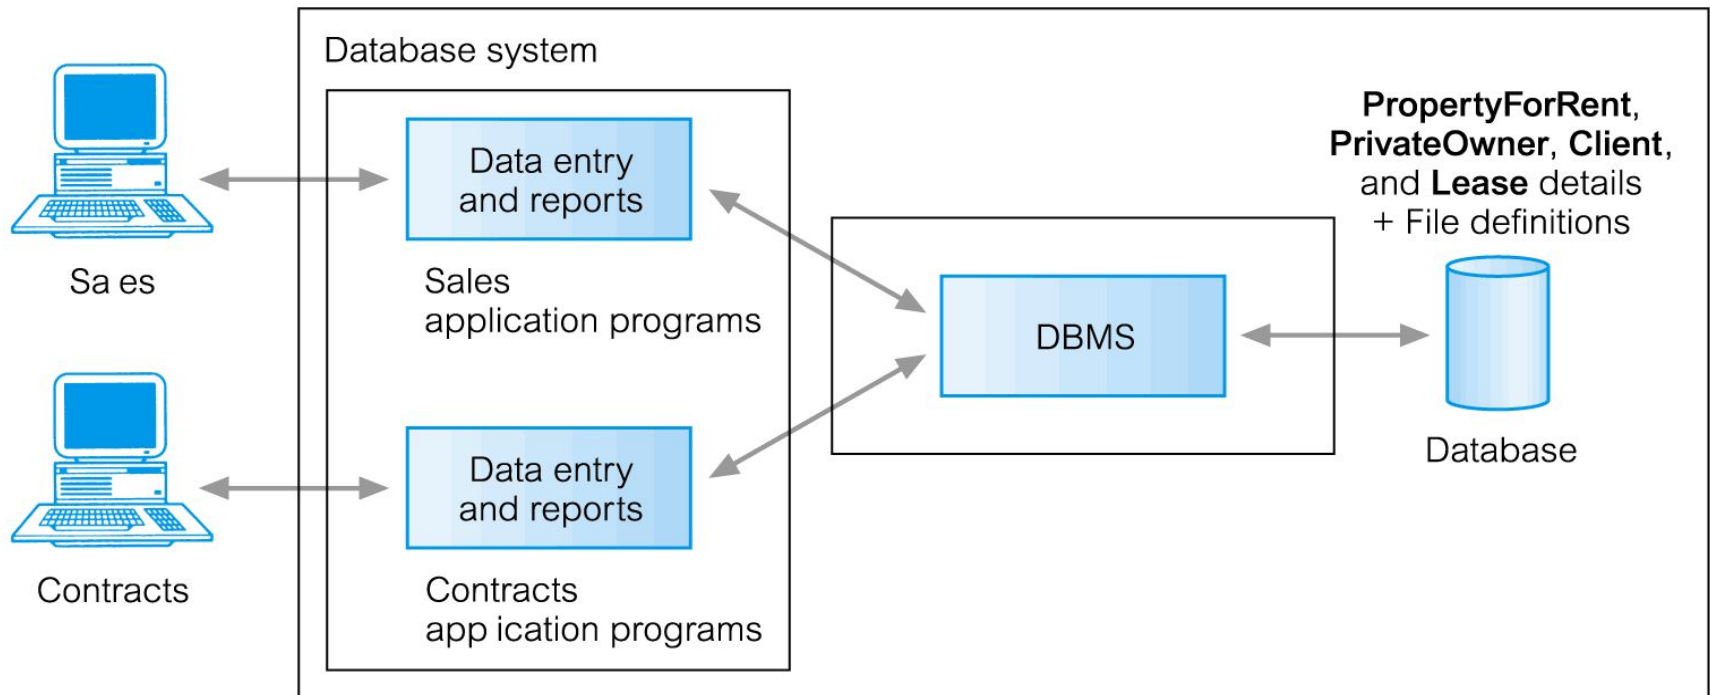 Database system
PropertyForRent,
PrivateOwner, Client,
and Lease details
+ File definitions
Data entry
and reports
Sa es
Sales
application programs
DBMS
Database
Data entry
and reports
Contracts
Contracts
app ication programs